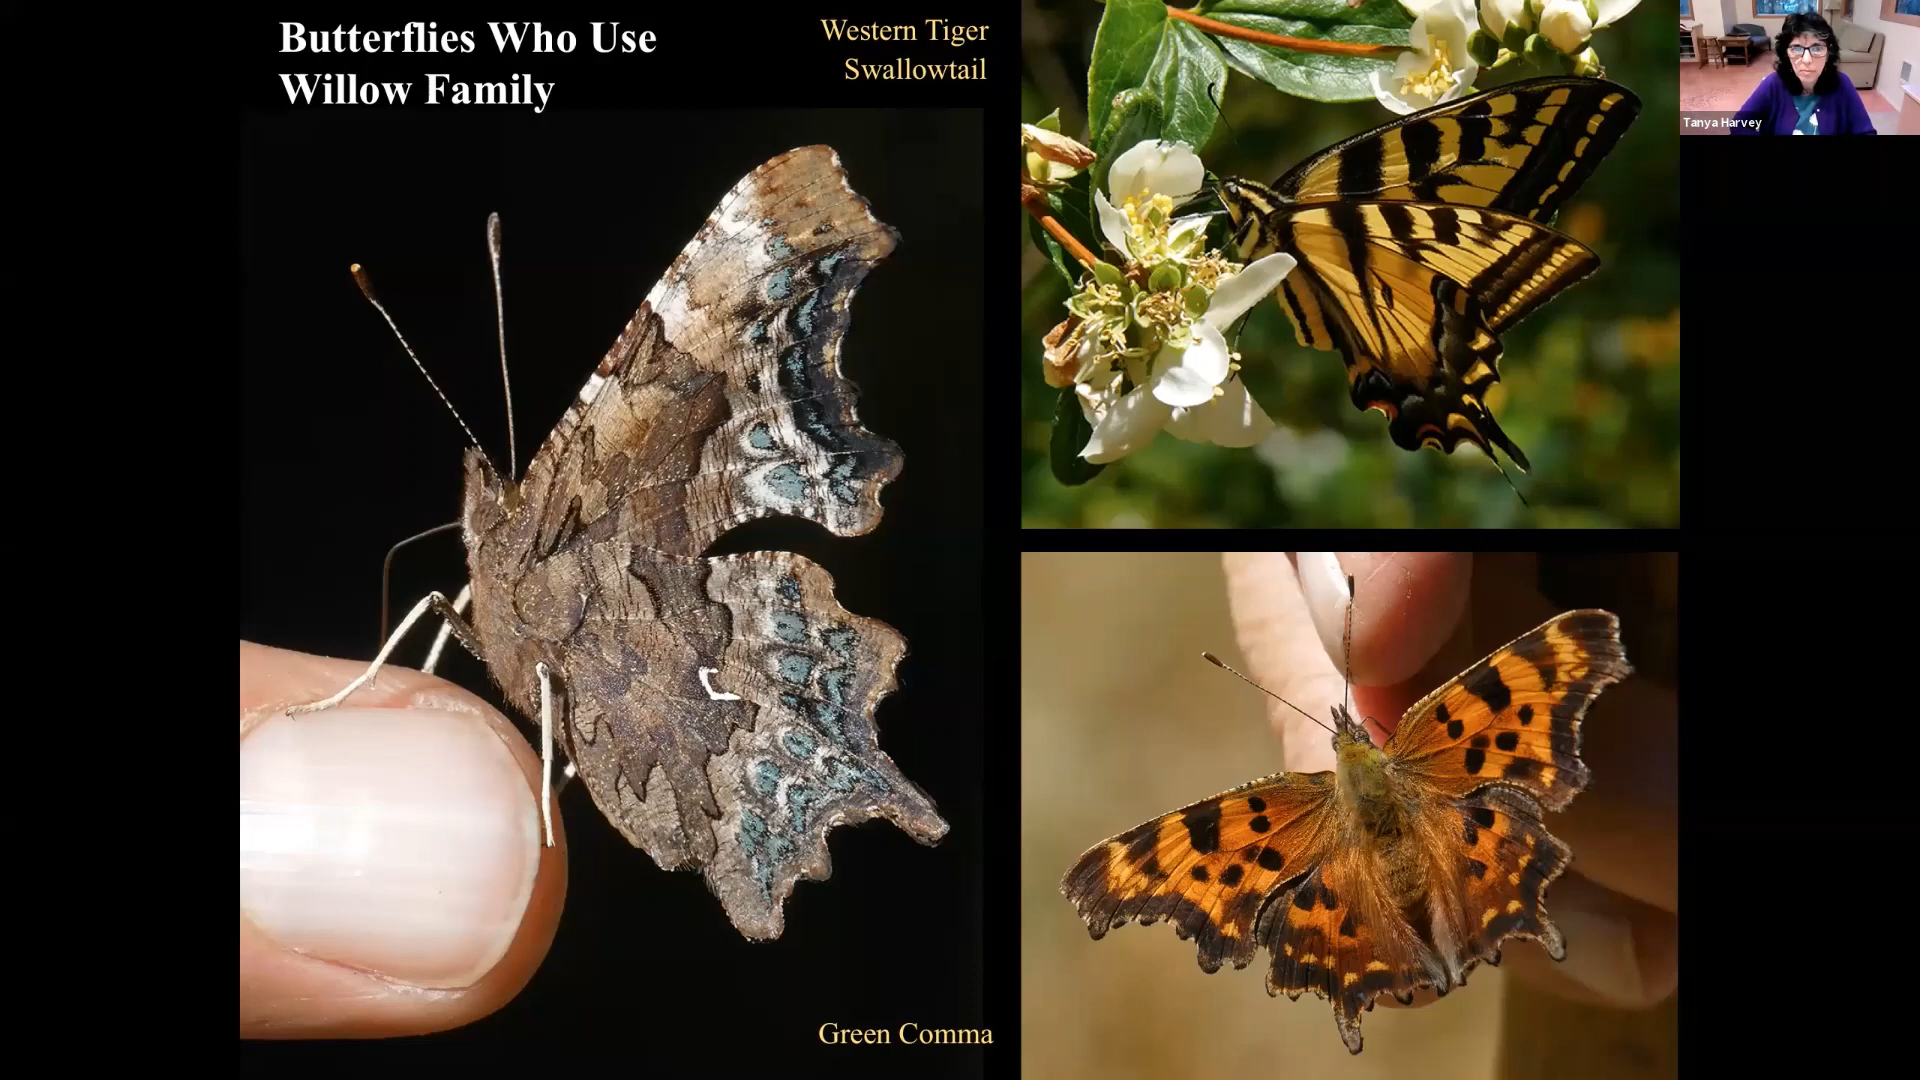 Butterflies Who Use
Willow Family
Western Tiger
Swallowtail
Tanya Harvey
Green Comma